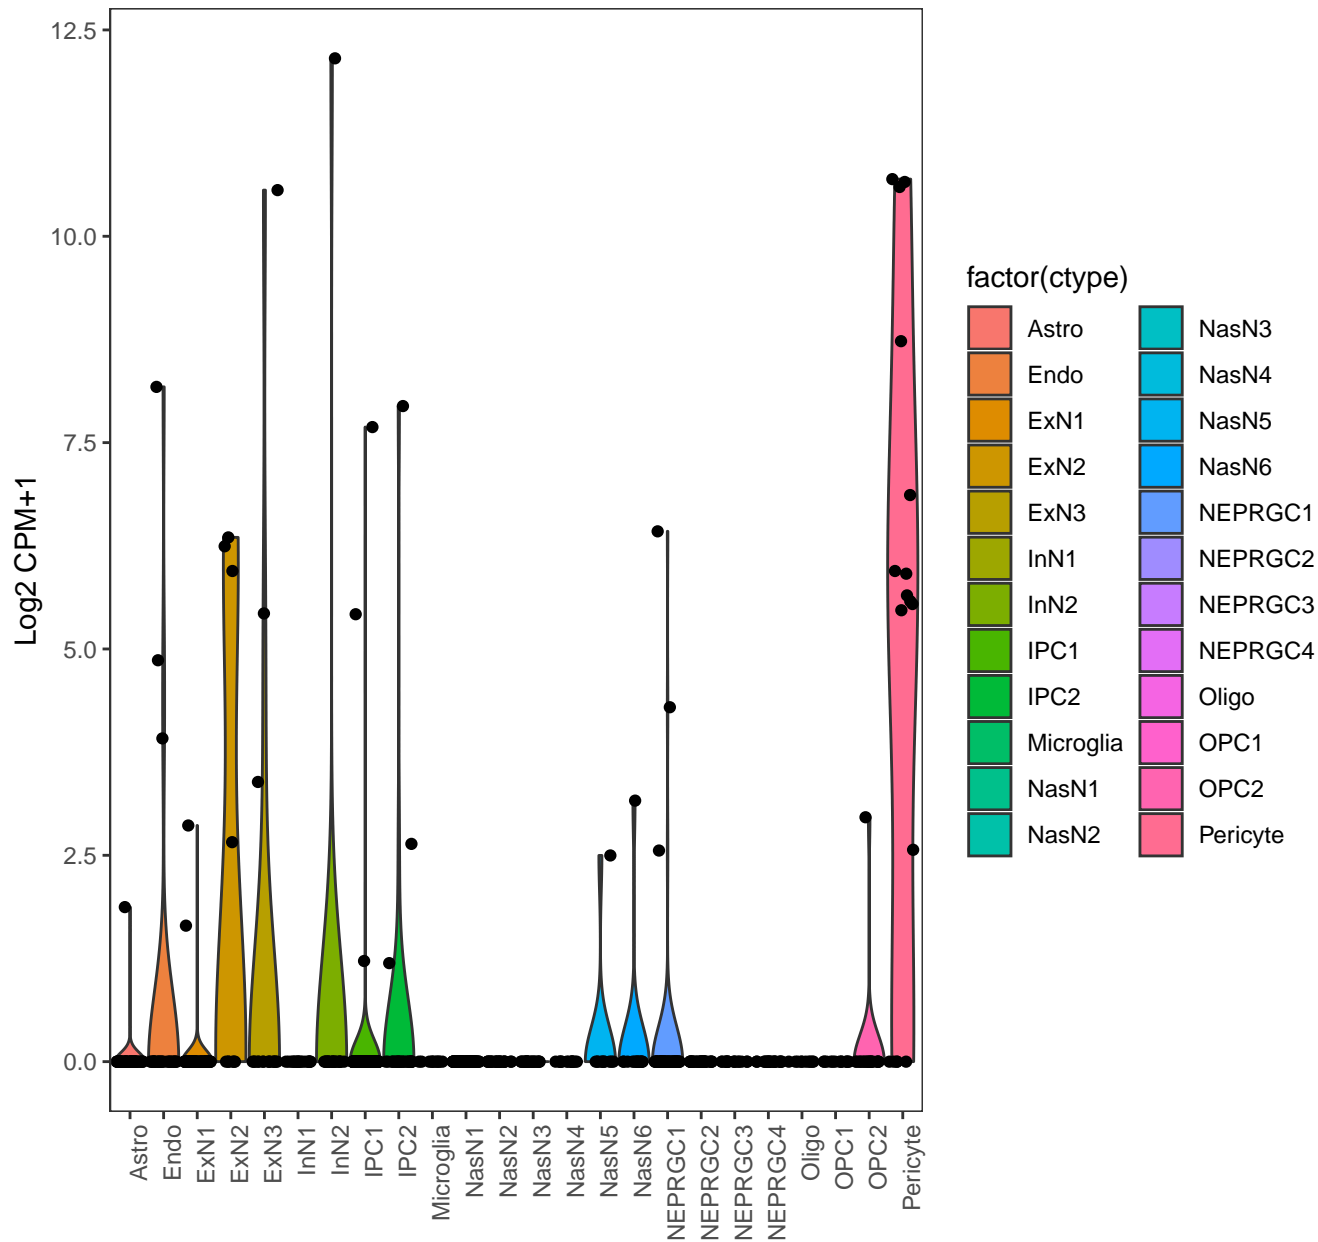 12.5
10.0
7.5
5.0
2.5
0.0
Log2 CPM+1
Astro
Endo
ExN1
ExN2
ExN3
InN1
InN2
IPC1
IPC2
Microglia
NasN1
NasN2
NasN3
NasN4
NasN5
NasN6
NEPRGC1
NEPRGC2
NEPRGC3
NEPRGC4
Oligo
OPC1
OPC2
Pericyte
factor(ctype)
Astro
Endo
ExN1
ExN2
ExN3
InN1
InN2
IPC1
IPC2
Microglia
NasN1
NasN2
NasN3
NasN4
NasN5
NasN6
NEPRGC1
NEPRGC2
NEPRGC3
NEPRGC4
Oligo
OPC1
OPC2
Pericyte